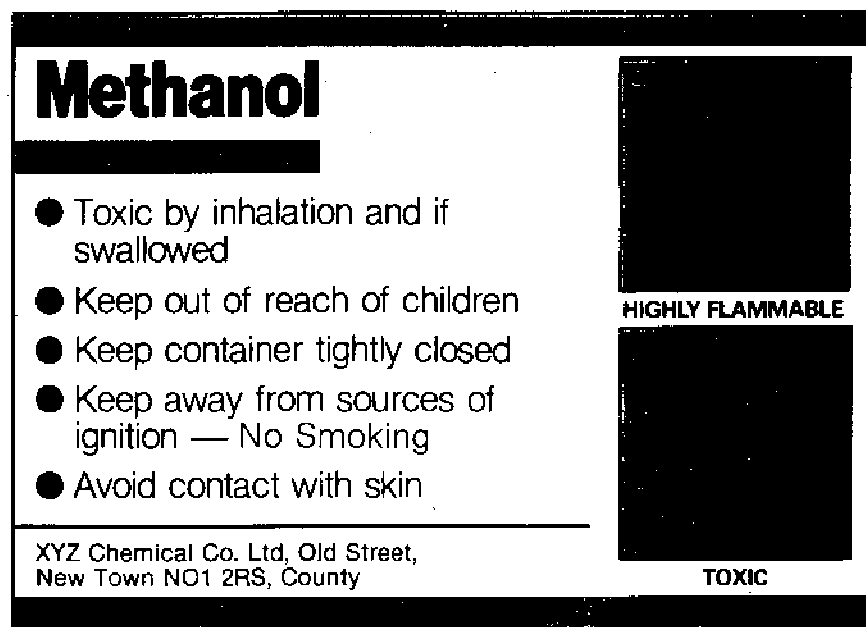 Methanol
● Toxic by inhalation and if
swallowed
● Keep out of reach of children
● Keep container tightly closed
● Keep away from sources of
ignition — No Smoking
● Avoid contact with skin
XYZ Chemical Co. Ltd, Old Street,
New Town NO1 2RS, County
HIGHLY FLAMMABLE
TOXIC